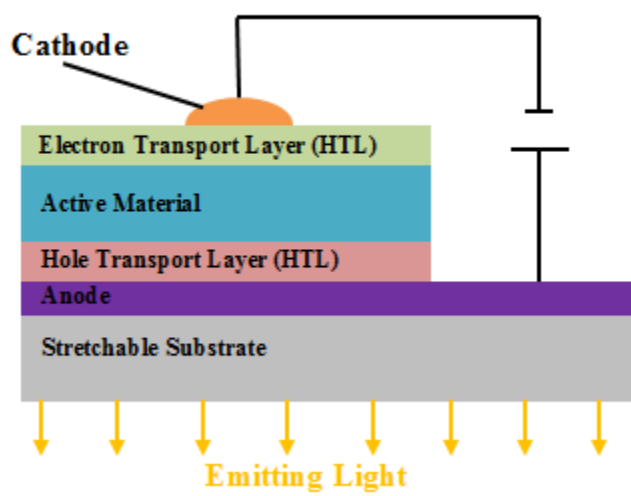 Cathode
Electron Transport Layer (HTL)
Active Material
Hole Transport Layer (HTL)
Anode
Stretchable Substrate
Emitting Light